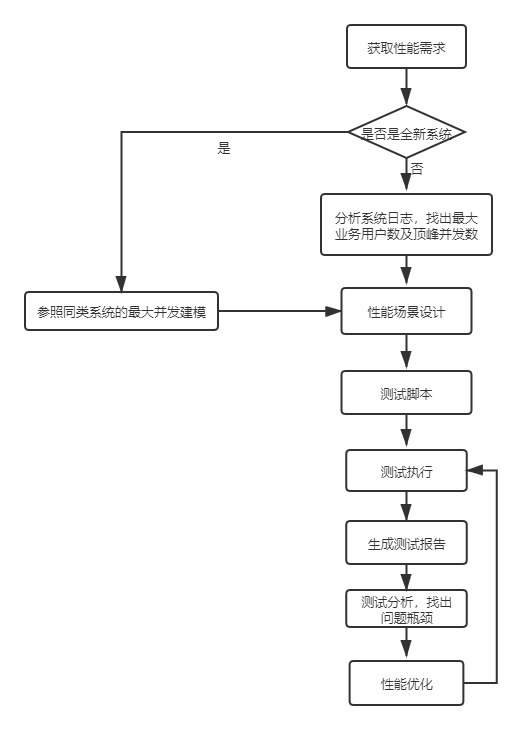 获取性能需求
是否是全新系统
是
否
分析系统日志，找出最大
业务用户数及顶峰并发数
参照同类系统的最大并发建模
性能场景设计
测试脚本
测试执行
生成测试报告
测试分析，找出
问题瓶颈
性能优化